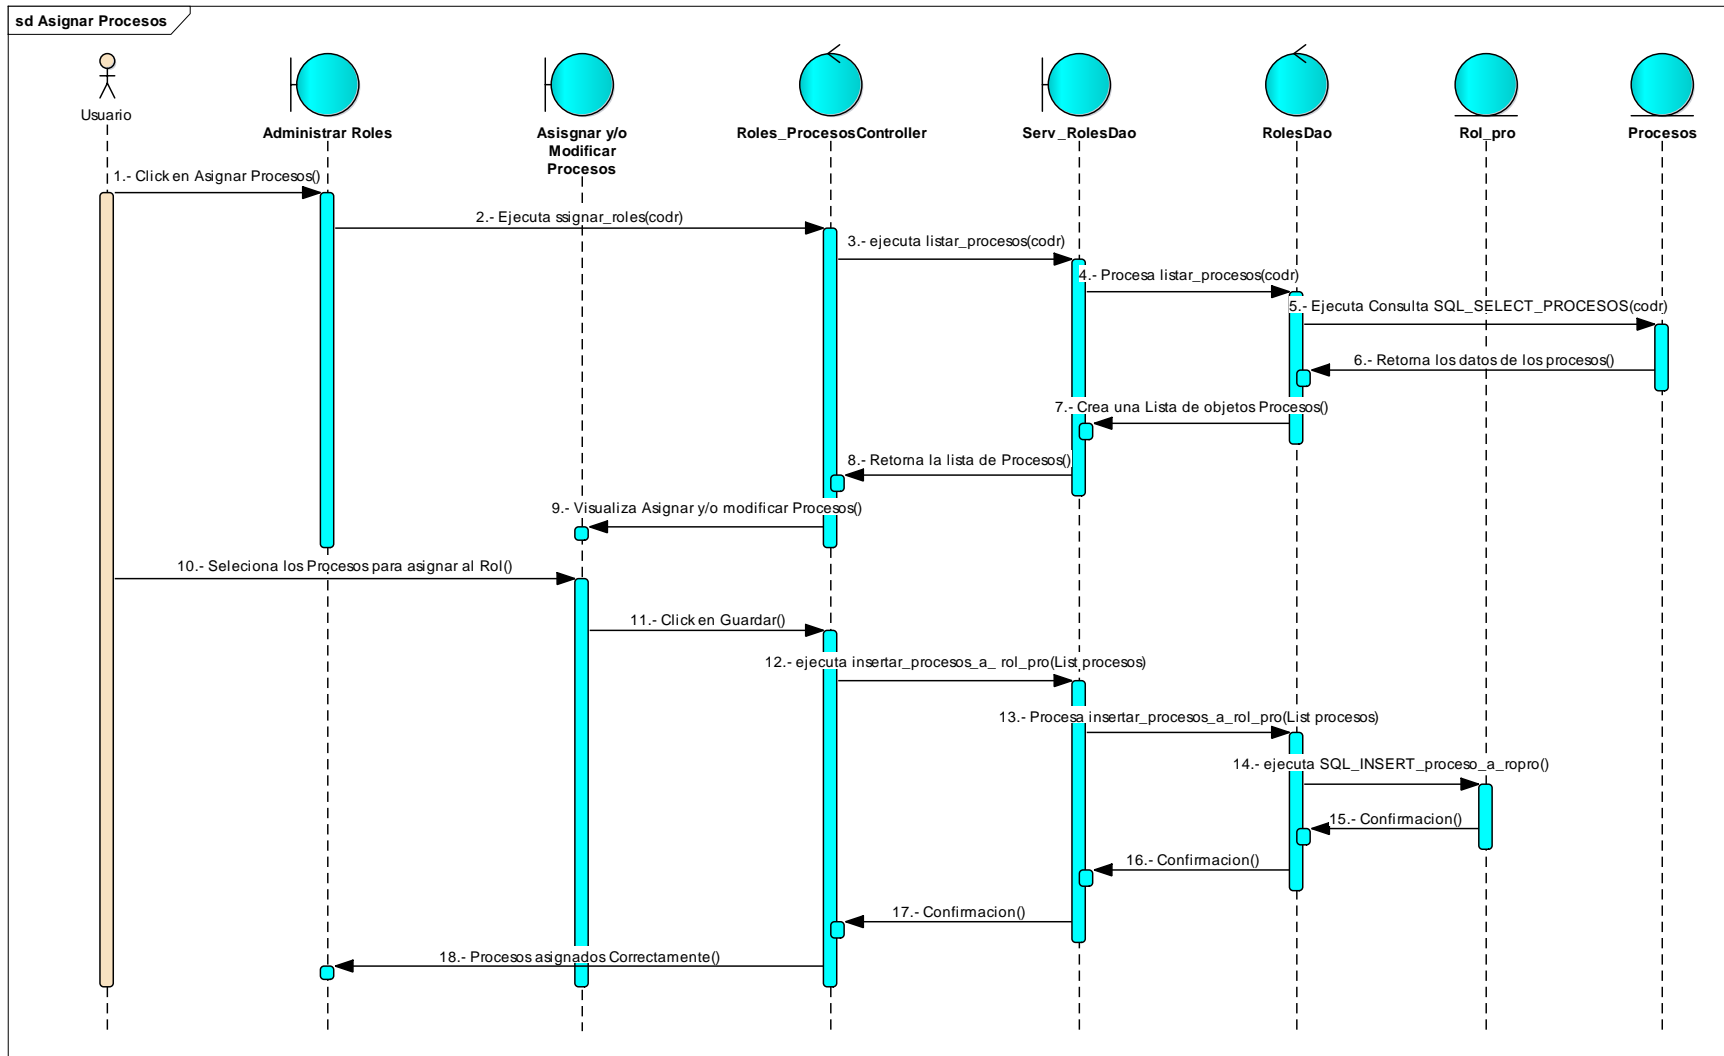 sd Asignar Procesos
Usuario
Administrar Roles
Asisgnar y/o
Modificar
Procesos
Roles_ProcesosController
Serv_RolesDao
RolesDao
Rol_pro
Procesos
1.- Click en Asignar Procesos()
2.- Ejecuta ssignar_roles(codr)
3.- ejecuta listar_procesos(codr)
4.- Procesa listar_procesos(codr)
5.- Ejecuta Consulta SQL_SELECT_PROCESOS(codr)
6.- Retorna los datos de los procesos()
7.- Crea una Lista de objetos Procesos()
8.- Retorna la lista de Procesos()
9.- Visualiza Asignar y/o modificar Procesos()
10.- Seleciona los Procesos para asignar al Rol()
11.- Click en Guardar()
12.- ejecuta insertar_procesos_a_ rol_pro(List procesos)
13.- Procesa insertar_procesos_a_rol_pro(List procesos)
14.- ejecuta SQL_INSERT_proceso_a_ropro()
15.- Confirmacion()
16.- Confirmacion()
17.- Confirmacion()
18.- Procesos asignados Correctamente()